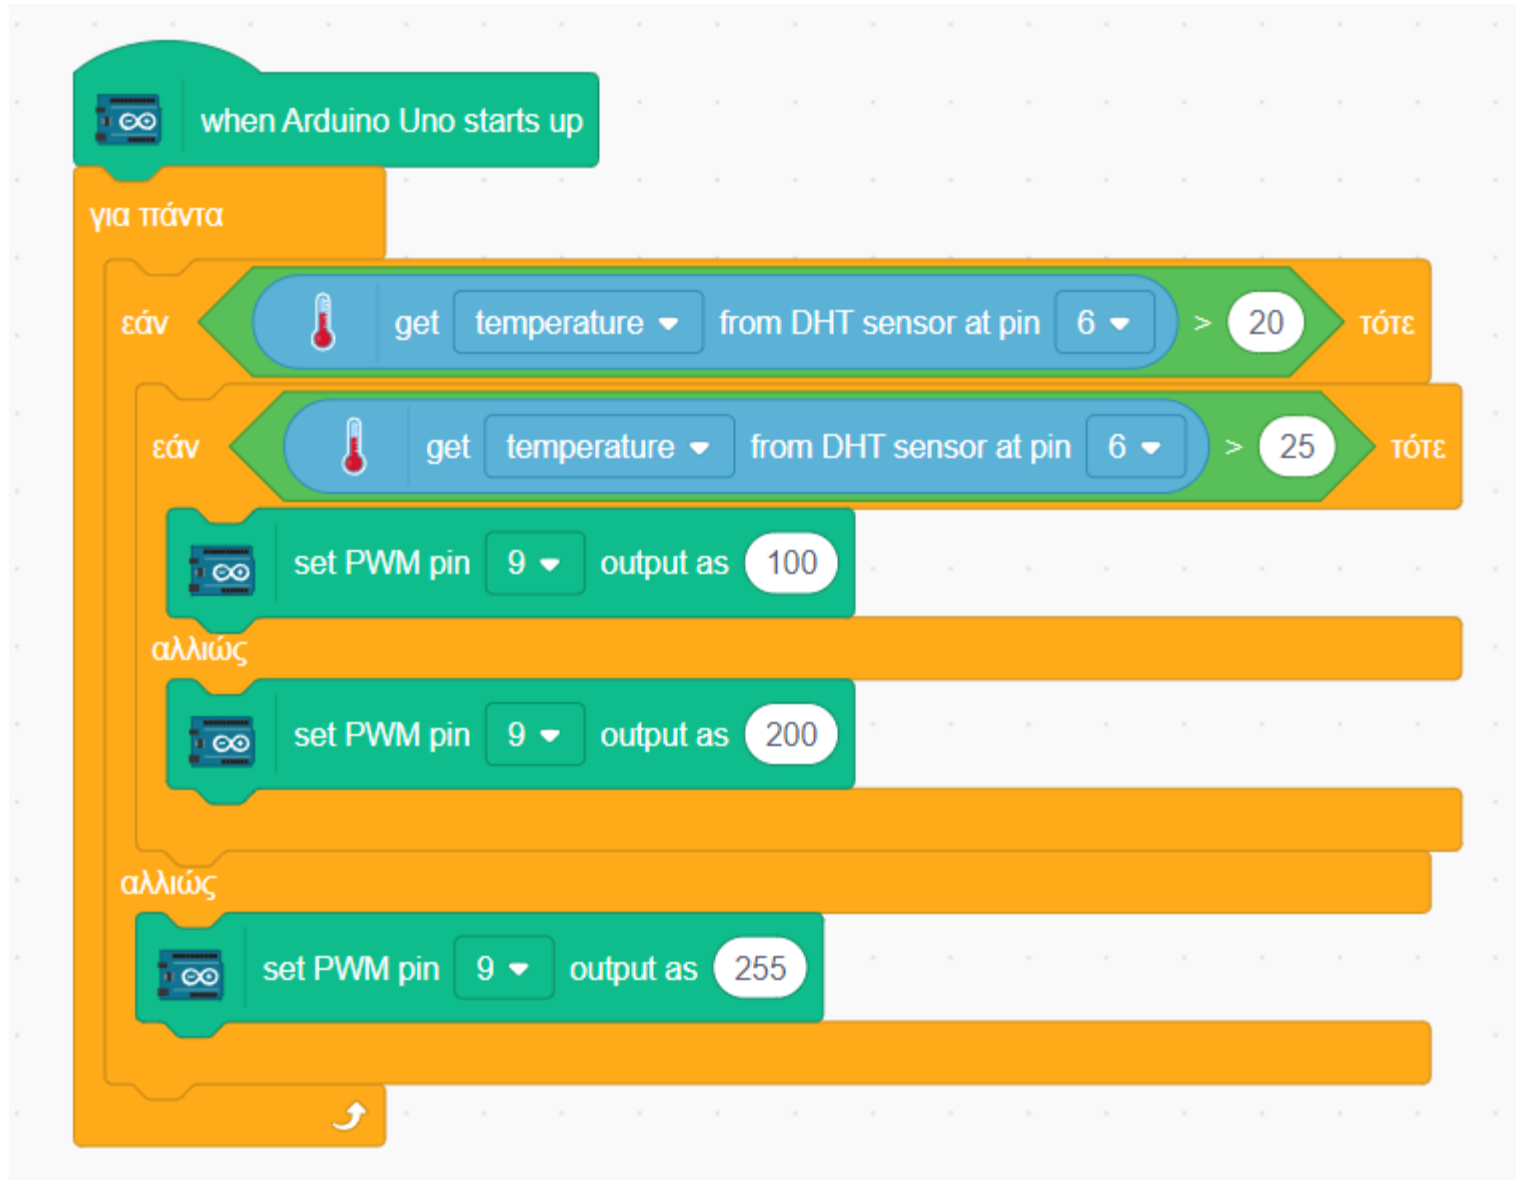 when Arduino Uno starts up
για πάντα
εάν get temperature from DHT sensor at pin 6 > 20 τότε
εάν get temperature from DHT sensor at pin 6 > 25 τότε
set PWM pin 9 output as 100
αλλιώς
set PWM pin 9 output as 200
αλλιώς
set PWM pin 9 output as 255